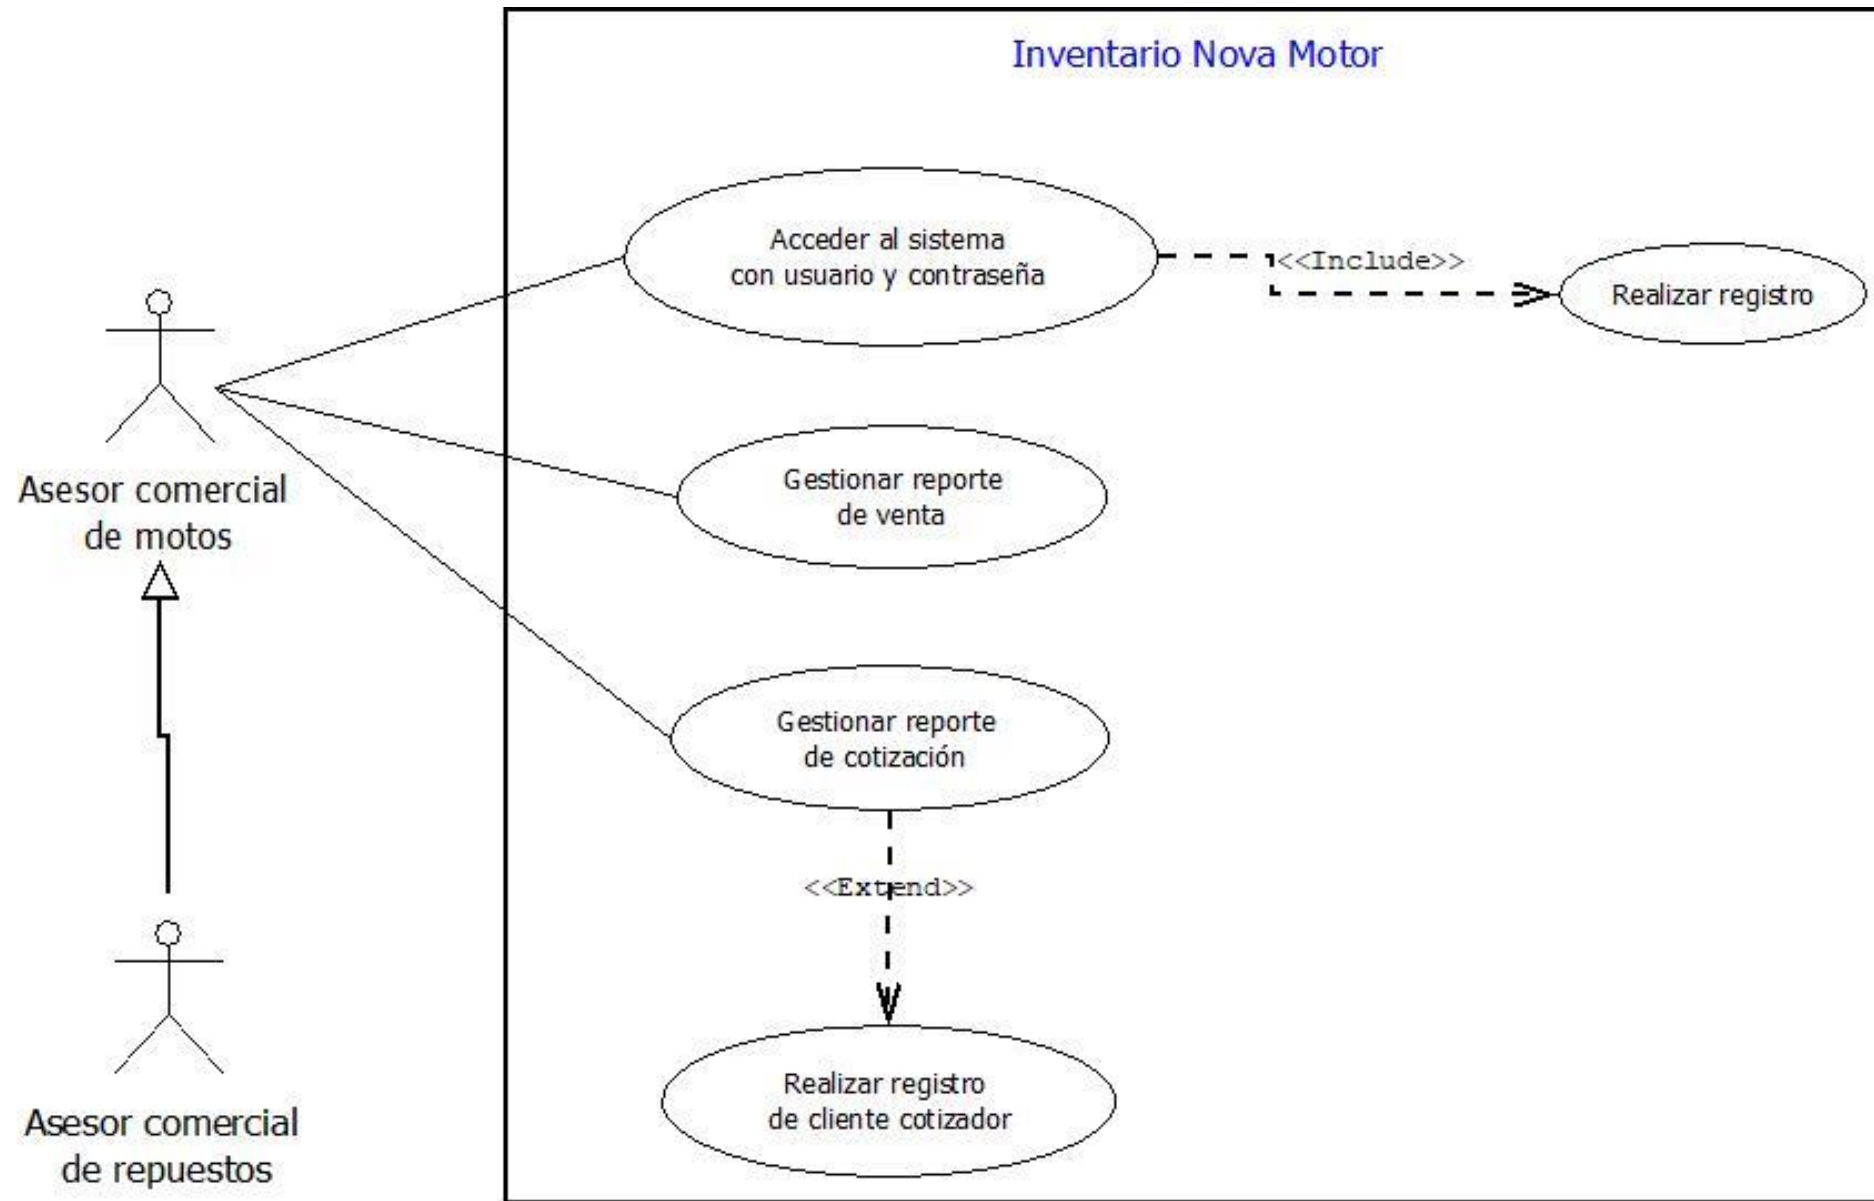 Inventario Nova Motor
Acceder al sistema
con usuario y contraseña
<<Include>>
Realizar registro
Asesor comercial
de motos
Gestionar reporte
de venta
Gestionar reporte
de cotización
<<Extend>>
Realizar registro
de cliente cotizador
Asesor comercial
de repuestos